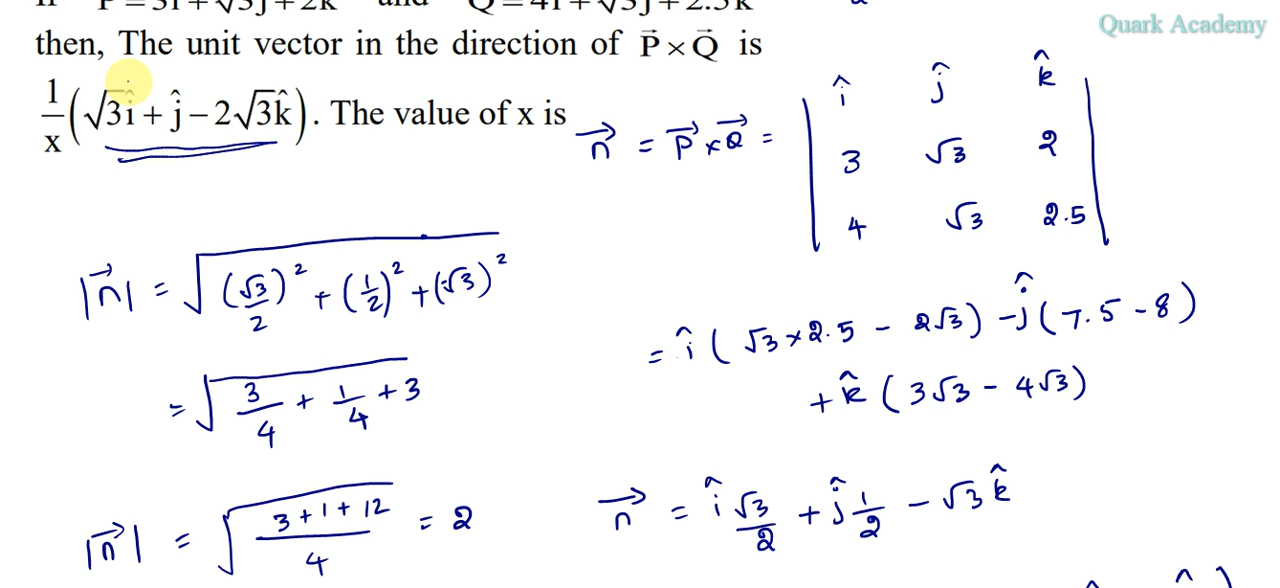 Quark Academy
then, The unit vector in the direction of P⃗ × Q⃗ is
1/x (√3î + ĵ − 2√3k̂). The value of x is
n⃗ = P⃗ × Q⃗ =
î ĵ k̂
3 √3 2
4 √3 2.5
|n⃗| = √((√3/2)² + (1/2)² + (-√3)²)
= √(3/4 + 1/4 + 3)
|n⃗| = √((3+1+12)/4) = 2
= î (√3 × 2.5 − 2√3) − ĵ (7.5 − 8)
+ k̂ (3√3 − 4√3)
n⃗ = î √3/2 + ĵ 1/2 − √3 k̂